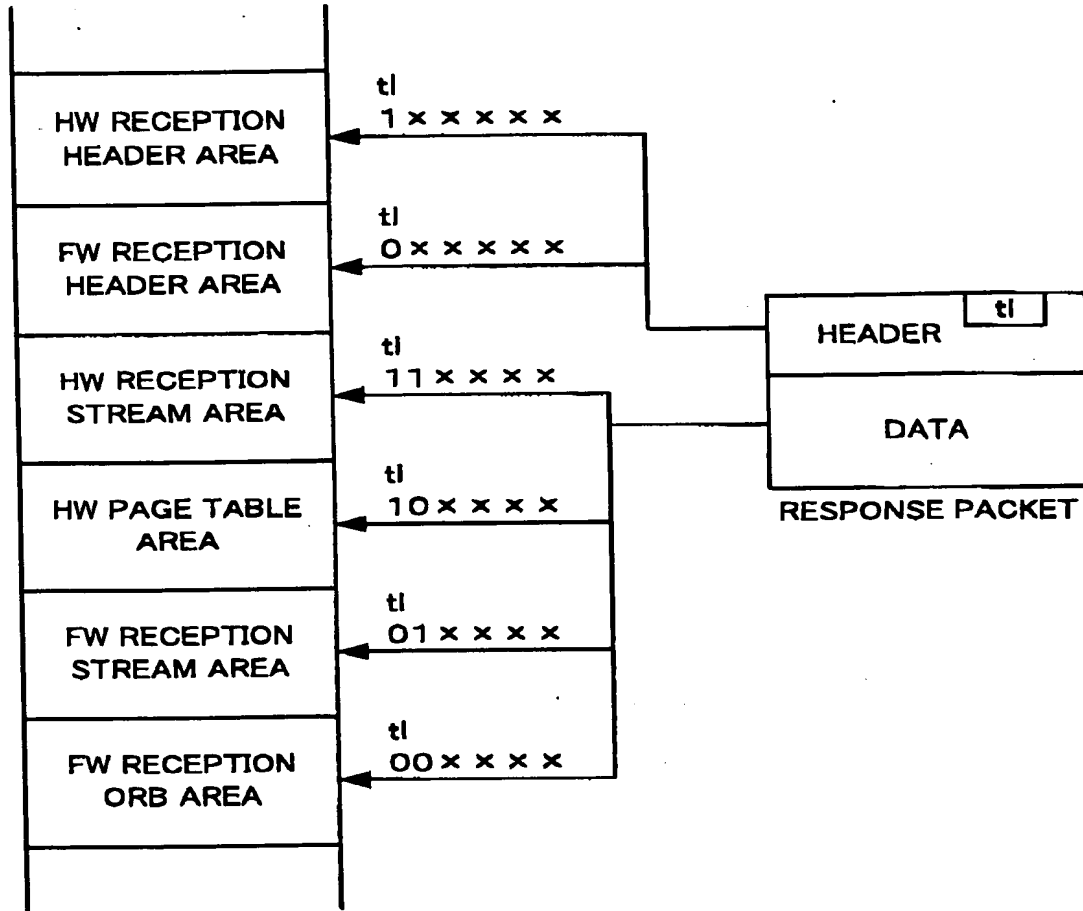 HW RECEPTION
HEADER AREA
FW RECEPTION
HEADER AREA
HW RECEPTION
STREAM AREA
HW PAGE TABLE
AREA
FW RECEPTION
STREAM AREA
FW RECEPTION
ORB AREA
tl
1×××××
tl
0×××××
tl
11××××
tl
10××××
tl
01××××
tl
00××××
tl
HEADER
DATA
RESPONSE PACKET